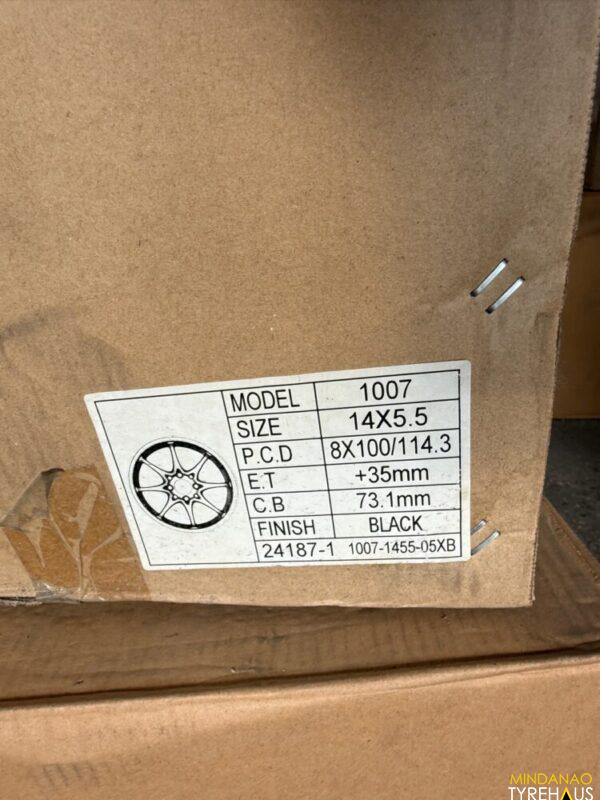 MODEL 1007
SIZE 14X5.5
P.C.D 8X100/114.3
E.T +35mm
C.B 73.1mm
FINISH BLACK
24187-1 1007-1455-05XB
MINDANAO
TYREHAUS